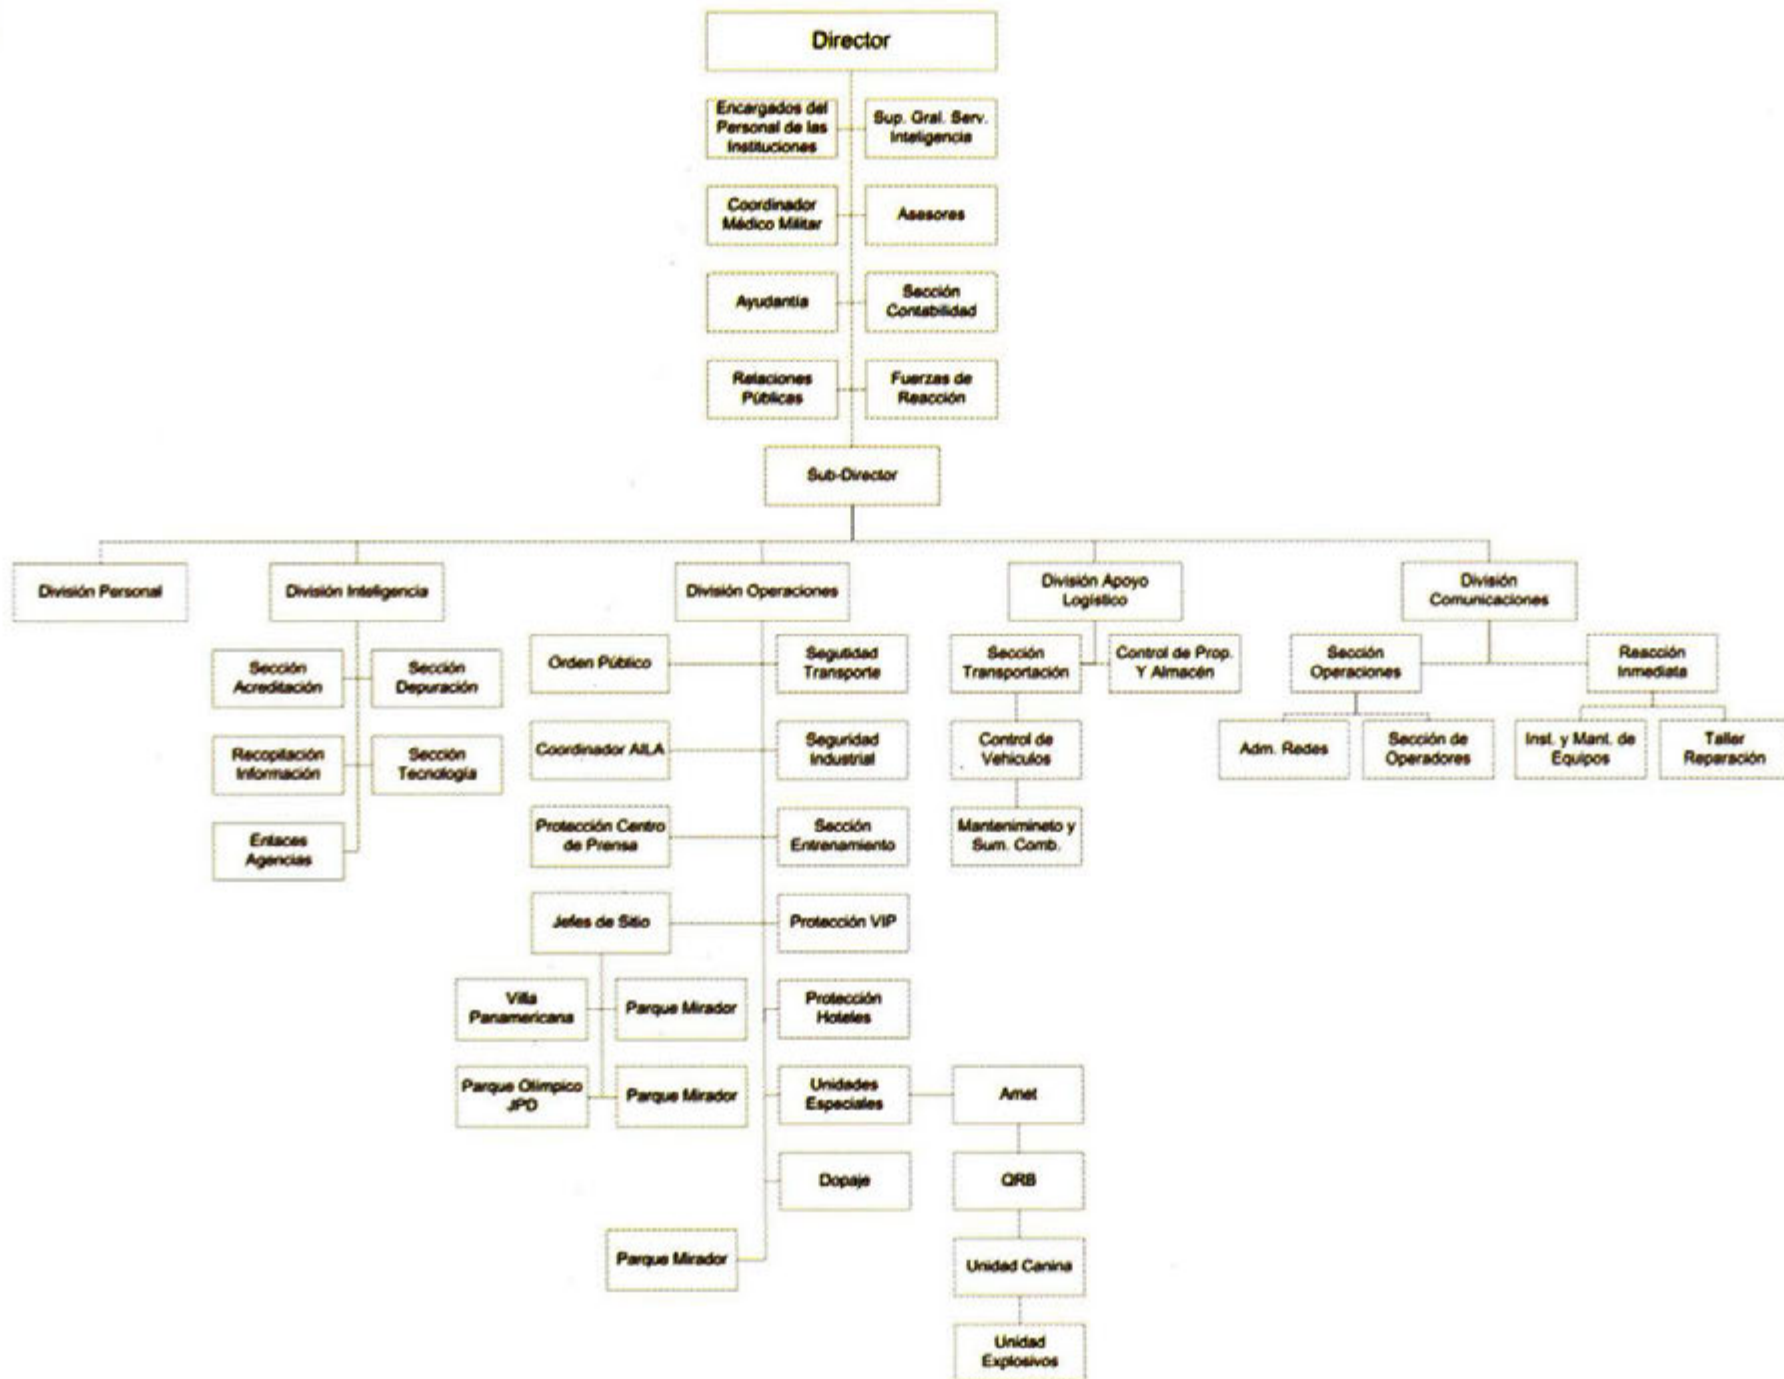 Director
Encargados del
Personal de las
Instituciones
Sup. Gral. Serv.
Inteligencia
Coordinador
Médico Militar
Asesores
Ayudantía
Sección
Contabilidad
Relaciones
Públicas
Fuerzas de
Reacción
Sub-Director
División Personal
División Inteligencia
División Operaciones
División Apoyo
Logístico
División
Comunicaciones
Sección
Acreditación
Sección
Depuración
Recopilación
Información
Sección
Tecnología
Enlaces
Agencias
Orden Público
Segutidad
Transporte
Coordinador AILA
Seguridad
Industrial
Protección Centro
de Prensa
Sección
Entrenamiento
Jefes de Sitio
Protección VIP
Villa
Panamericana
Parque Mirador
Protección
Hoteles
Parque Olímpico
JPD
Parque Mirador
Unidades
Especiales
Amet
Dopaje
QRB
Parque Mirador
Unidad Canina
Unidad
Explosivos
Sección
Transportación
Control de Prop.
Y Almacén
Control de
Vehículos
Mantenimineto y
Sum. Comb.
Sección
Operaciones
Reacción
Inmediata
Adm. Redes
Sección de
Operadores
Inst. y Mant. de
Equipos
Taller
Reparación